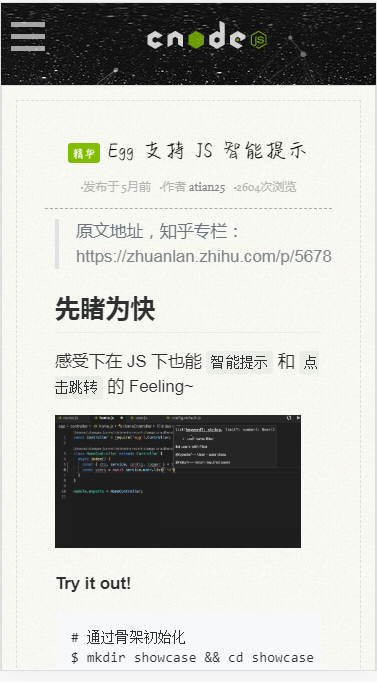 cnode JS
精华 Egg 支持 JS 智能提示
•发布于 5月前 •作者 atian25 •2604次浏览
原文地址，知乎专栏：
https://zhuanlan.zhihu.com/p/5678
先睹为快
感受下在 JS 下也能 智能提示 和 点
击跳转 的 Feeling~
Try it out!
# 通过骨架初始化
$ mkdir showcase && cd showcase